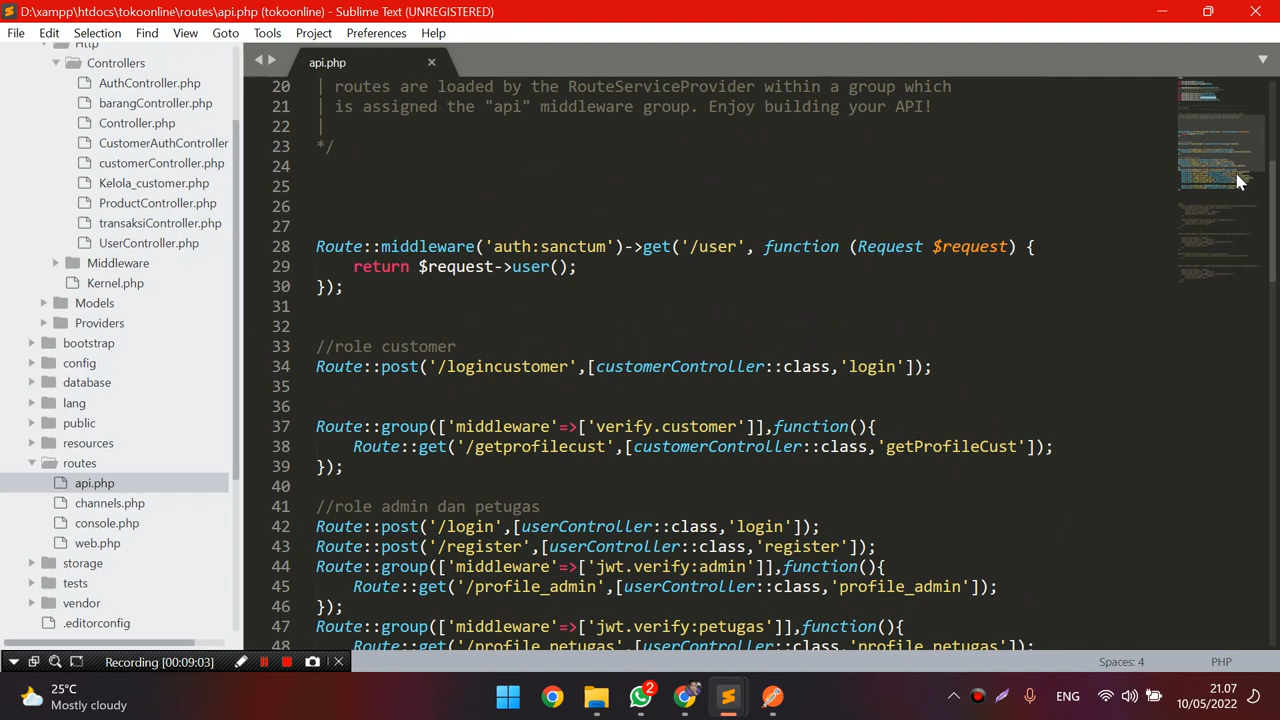 D:\xampp\htdocs\tokoonline\routes\api.php (tokoonline) - Sublime Text (UNREGISTERED)
File Edit Selection Find View Goto Tools Project Preferences Help
Http
Controllers
AuthController.php
barangController.php
Controller.php
CustomerAuthController
customerController.php
Kelola_customer.php
ProductController.php
transaksiController.php
UserController.php
Middleware
Kernel.php
Models
Providers
bootstrap
config
database
lang
public
resources
routes
api.php
channels.php
console.php
web.php
storage
tests
vendor
.editorconfig
api.php
20 | routes are loaded by the RouteServiceProvider within a group which
21 | is assigned the "api" middleware group. Enjoy building your API!
22 |
23 */
24
25
26
27
28 Route::middleware('auth:sanctum')->get('/user', function (Request $request) {
29 return $request->user();
30 });
31
32
33 //role customer
34 Route::post('/logincustomer',[customerController::class,'login']);
35
36
37 Route::group(['middleware'=>['verify.customer']],function(){
38 Route::get('/getprofilecust',[customerController::class,'getProfileCust']);
39 });
40
41 //role admin dan petugas
42 Route::post('/login',[userController::class,'login']);
43 Route::post('/register',[userController::class,'register']);
44 Route::group(['middleware'=>['jwt.verify:admin']],function(){
45 Route::get('/profile_admin',[userController::class,'profile_admin']);
46 });
47 Route::group(['middleware'=>['jwt.verify:petugas']],function(){
48 Route::get('/profile_petugas',[userController::class,'profile_petugas']);
Recording [00:09:03]
Spaces: 4 PHP
25°C
Mostly cloudy
2
ENG
21.07
10/05/2022